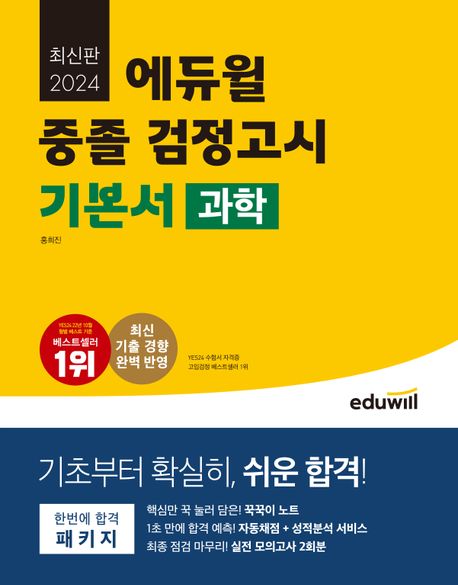 최신판
2024
에듀윌
중졸 검정고시
기본서 과학
홍희진
YES24 22년 10월
월별 베스트 기준
베스트셀러
1위
최신
기출 경향
완벽 반영
YES24 수험서 자격증
고입검정 베스트셀러 1위
eduwill
기초부터 확실히, 쉬운 합격!
한번에 합격
패키지
핵심만 꾹 눌러 담은! 꾹꾹이 노트
1초 만에 합격 예측! 자동채점 + 성적분석 서비스
최종 점검 마무리! 실전 모의고사 2회분